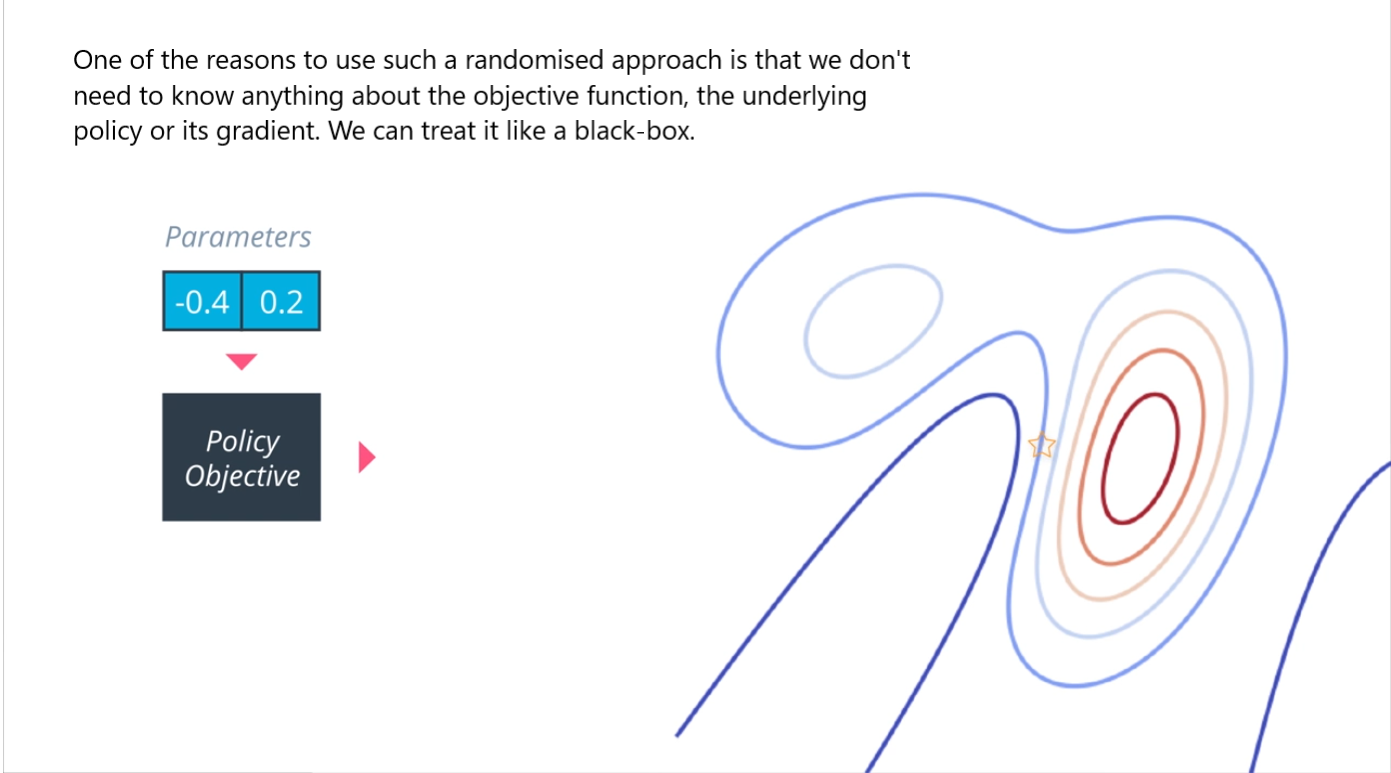 One of the reasons to use such a randomised approach is that we don't
need to know anything about the objective function, the underlying
policy or its gradient. We can treat it like a black-box.
Parameters
-0.4 0.2
Policy
Objective